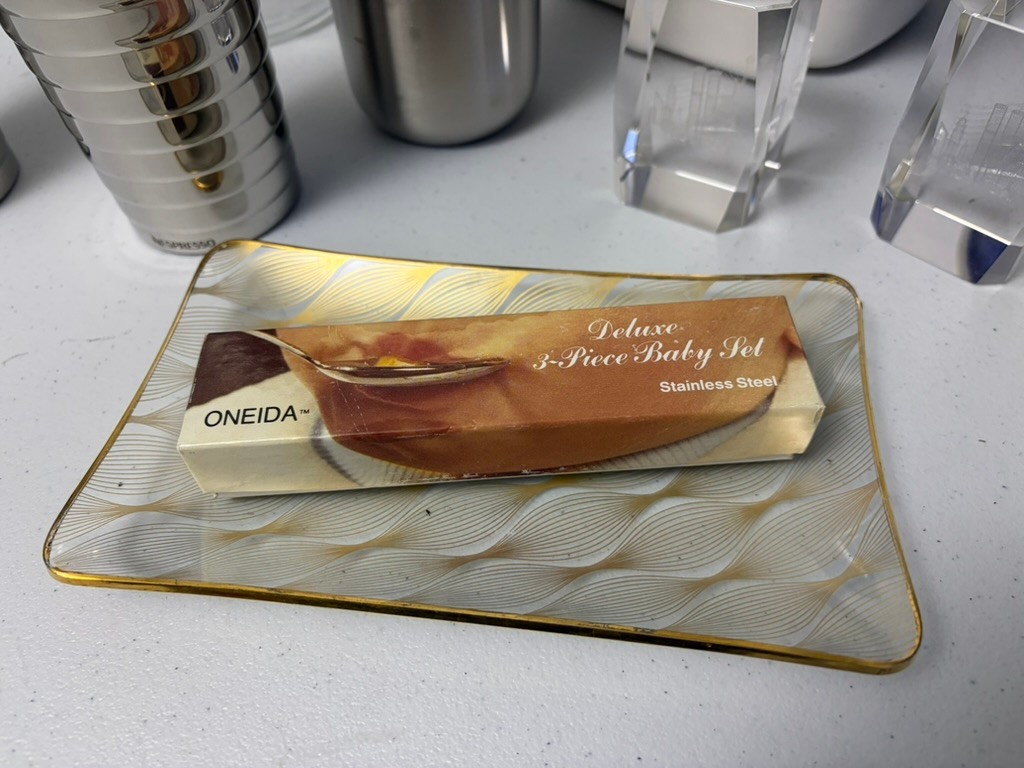 NESPRESSO
Deluxe
3-Piece Baby Set
Stainless Steel
ONEIDA™